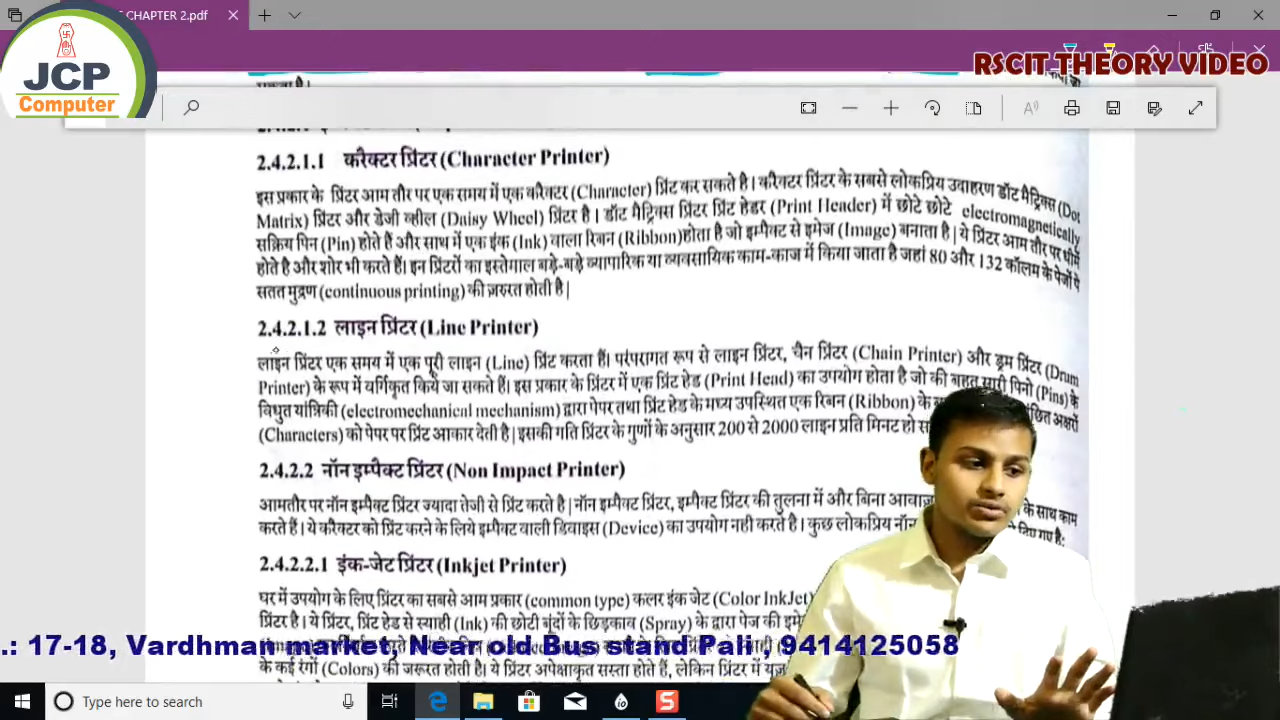 CHAPTER 2.pdf
JCP
Computer
RSCIT THEORY VIDEO
2.4.2.1.1 करैक्टर प्रिंटर (Character Printer)
इस प्रकार के प्रिंटर आम तौर पर एक समय में एक करैक्टर (Character) प्रिंट कर सकते है। करैक्टर प्रिंटर के सबसे लोकप्रिय उदाहरण डॉट मैट्रिक्स (Dot
Matrix) प्रिंटर और डेजी व्हील (Daisy Wheel) प्रिंटर है। डॉट मैट्रिक्स प्रिंटर प्रिंट हेडर (Print Header) में छोटे छोटे electromagnetically
सक्रिय पिन (Pin) होते हैं और साथ में एक इंक (Ink) वाला रिबन (Ribbon)होता है जो इम्पैक्ट से इमेज (Image) बनाता है। ये प्रिंटर आम तौर पर धीमें
होते है और शोर भी करते हैं। इन प्रिंटरों का इस्तेमाल बड़े-बड़े व्यापारिक या व्यवसायिक काम-काज में किया जाता है जहां 80 और 132 कॉलम के पेजों पे
सतत मुद्रण (continuous printing) की ज़रुरत होती है|
2.4.2.1.2 लाइन प्रिंटर (Line Printer)
लाइन प्रिंटर एक समय में एक पूरी लाइन (Line) प्रिंट करता हैं। परंपरागत रूप से लाइन प्रिंटर, चैन प्रिंटर (Chain Printer) और ड्रम प्रिंटर (Drum
Printer) के रूप में वर्गिकृत किये जा सकते हैं। इस प्रकार के प्रिंटर में एक प्रिंट हेड (Print Head) का उपयोग होता है जो की बहुत सारी पिनो (Pins) के
विधुत यांत्रिकी (electromechanical mechanism) द्वारा पेपर तथा प्रिंट हेड के मध्य उपस्थित एक रिबन (Ribbon) के अक्षरों
(Characters) को पेपर पर प्रिंट आकार देती है| इसकी गति प्रिंटर के गुणों के अनुसार 200 से 2000 लाइन प्रति मिनट हो
2.4.2.2 नॉन इम्पैक्ट प्रिंटर (Non Impact Printer)
आमतौर पर नॉन इम्पैक्ट प्रिंटर ज्यादा तेजी से प्रिंट करते है| नॉन इम्पैक्ट प्रिंटर, इम्पैक्ट प्रिंटर की तुलना में और बिना के साथ काम
करते हैं। ये करैक्टर को प्रिंट करने के लिये इम्पैक्ट वाली डिवाइस (Device) का उपयोग नही करते है। कुछ लोकप्रिय दिए गए है:
2.4.2.2.1 इंक-जेट प्रिंटर (Inkjet Printer)
घर में उपयोग के लिए प्रिंटर का सबसे आम प्रकार (common type) कलर इंक जेट (Color InkJet)
प्रिंटर है। ये प्रिंटर, प्रिंट हेड से स्याही (Ink) की छोटी बूंदों के छिड़काव (Spray) के द्वारा पेज की
.: 17-18, Vardhman market, Near old Bus stand Pali , 9414125058
के कई रंगों (Colors) की जरूरत होती है। ये प्रिंटर अपेक्षाकृत सस्ता होते हैं, लेकिन प्रिंटर में
Type here to search